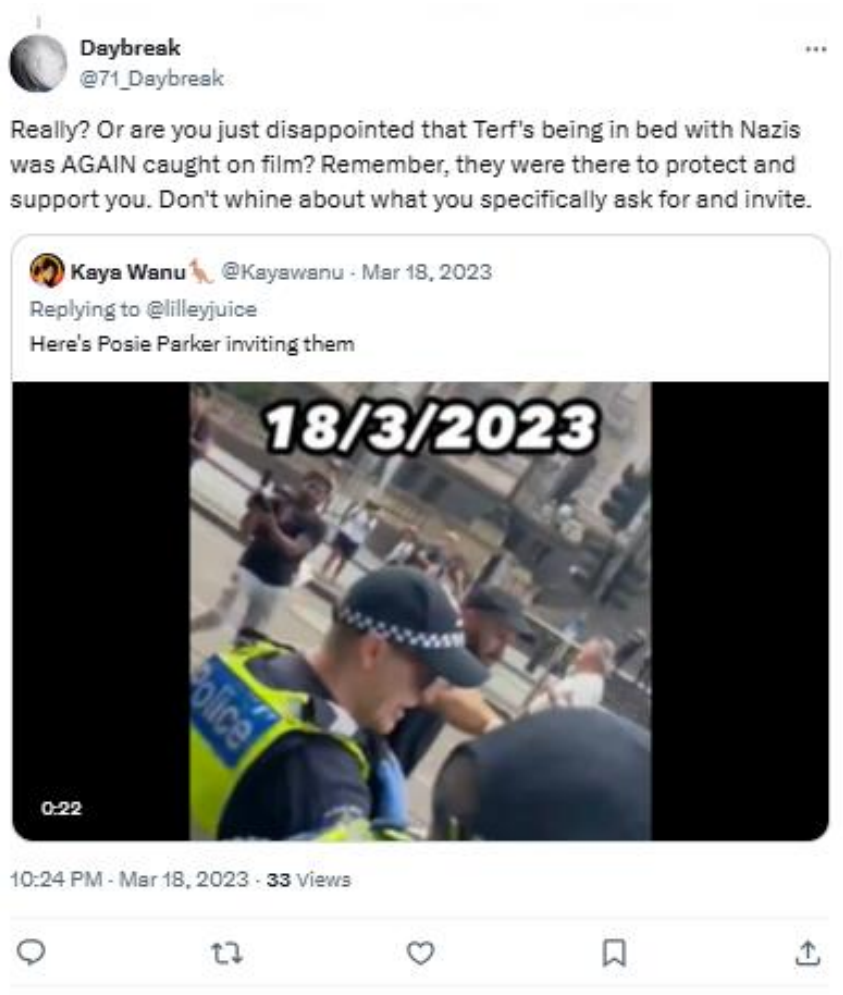 Daybreak
@71_Daybreak
Really? Or are you just disappointed that Terf's being in bed with Nazis
was AGAIN caught on film? Remember, they were there to protect and
support you. Don't whine about what you specifically ask for and invite.
Kaya Wanu🦘 @Kayawanu · Mar 18, 2023
Replying to @lilleyjuice
Here's Posie Parker inviting them
18/3/2023
Police
0:22
10:24 PM · Mar 18, 2023 · 33 Views